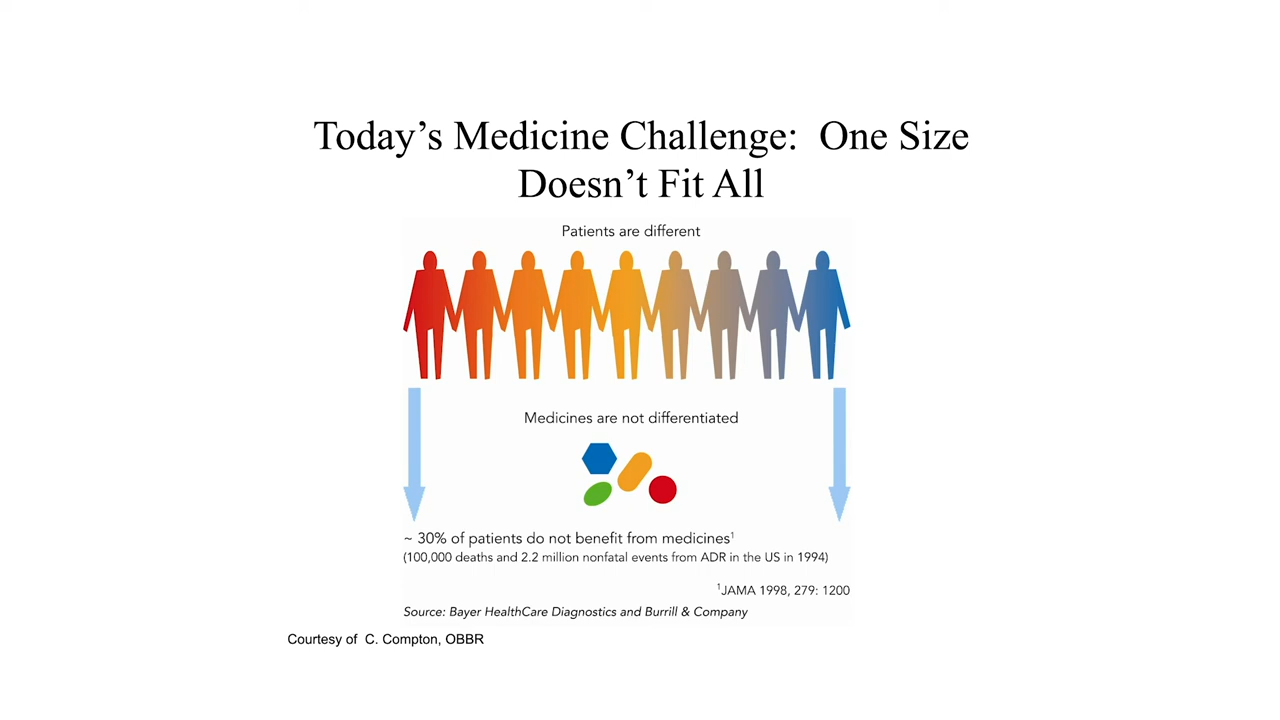 Today’s Medicine Challenge:  One Size
Doesn’t Fit All
Patients are different
Medicines are not differentiated
~ 30% of patients do not benefit from medicines¹
(100,000 deaths and 2.2 million nonfatal events from ADR in the US in 1994)
¹JAMA 1998, 279: 1200
Source: Bayer HealthCare Diagnostics and Burrill & Company
Courtesy of  C. Compton, OBBR